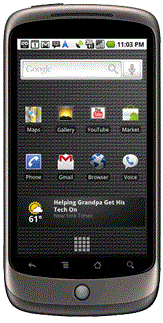 11:03 PM
Google
Maps
Gallery
YouTube
Market
Phone
Gmail
Browser
Voice
Helping Grandpa Get His
Tech On
New York Times
61°